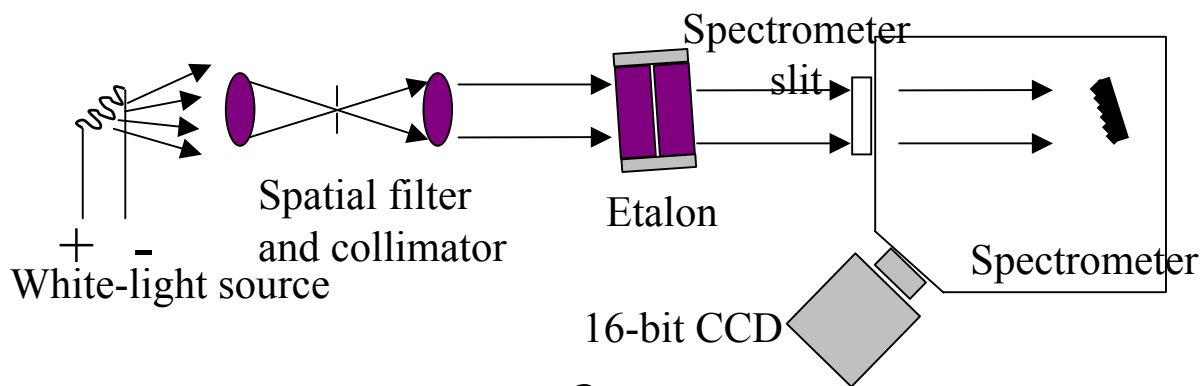 Spectrometer
slit
Spatial filter
and collimator
Etalon
+ -
White-light source
Spectrometer
16-bit CCD